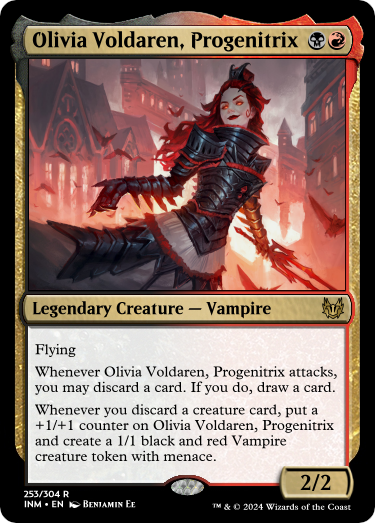 Olivia Voldaren, Progenitrix
Legendary Creature — Vampire
Flying
Whenever Olivia Voldaren, Progenitrix attacks,
you may discard a card. If you do, draw a card.
Whenever you discard a creature card, put a
+1/+1 counter on Olivia Voldaren, Progenitrix
and create a 1/1 black and red Vampire
creature token with menace.
2/2
253/304 R
INM • EN Benjamin Ee
™ & © 2024 Wizards of the Coast